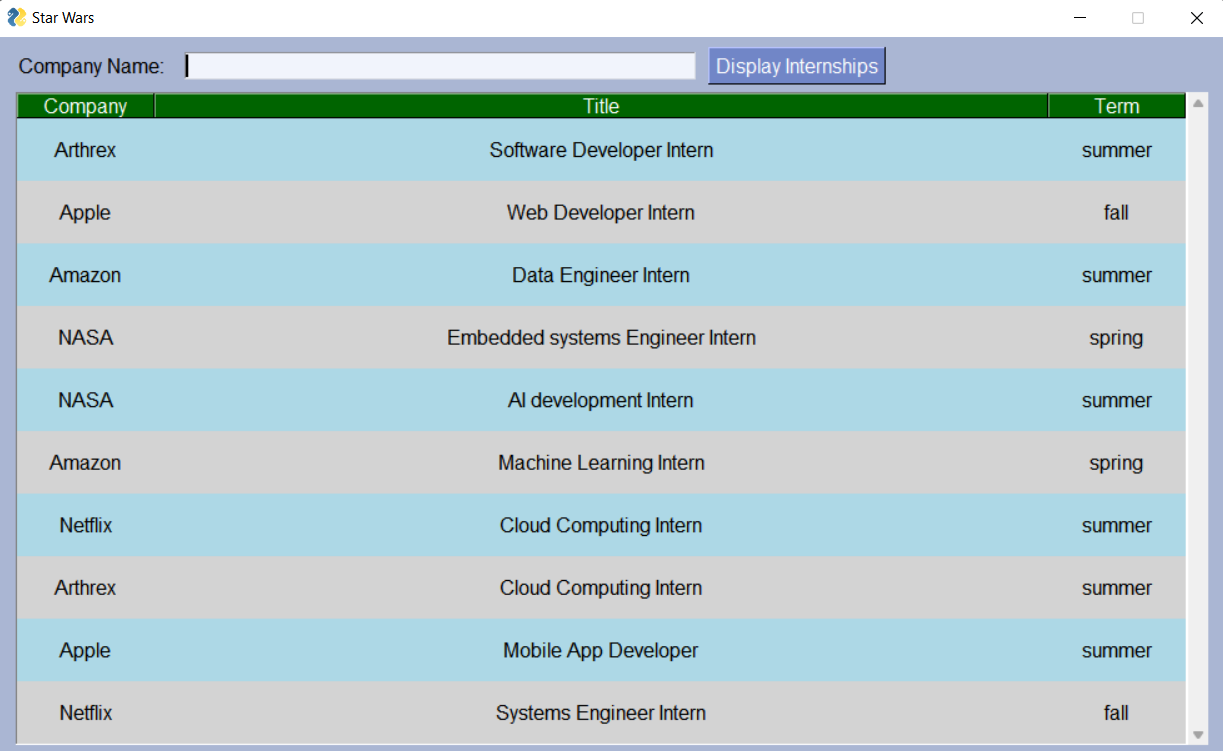 Star Wars
Company Name: Display Internships
Company Title Term
Arthrex Software Developer Intern summer
Apple Web Developer Intern fall
Amazon Data Engineer Intern summer
NASA Embedded systems Engineer Intern spring
NASA AI development Intern summer
Amazon Machine Learning Intern spring
Netflix Cloud Computing Intern summer
Arthrex Cloud Computing Intern summer
Apple Mobile App Developer summer
Netflix Systems Engineer Intern fall